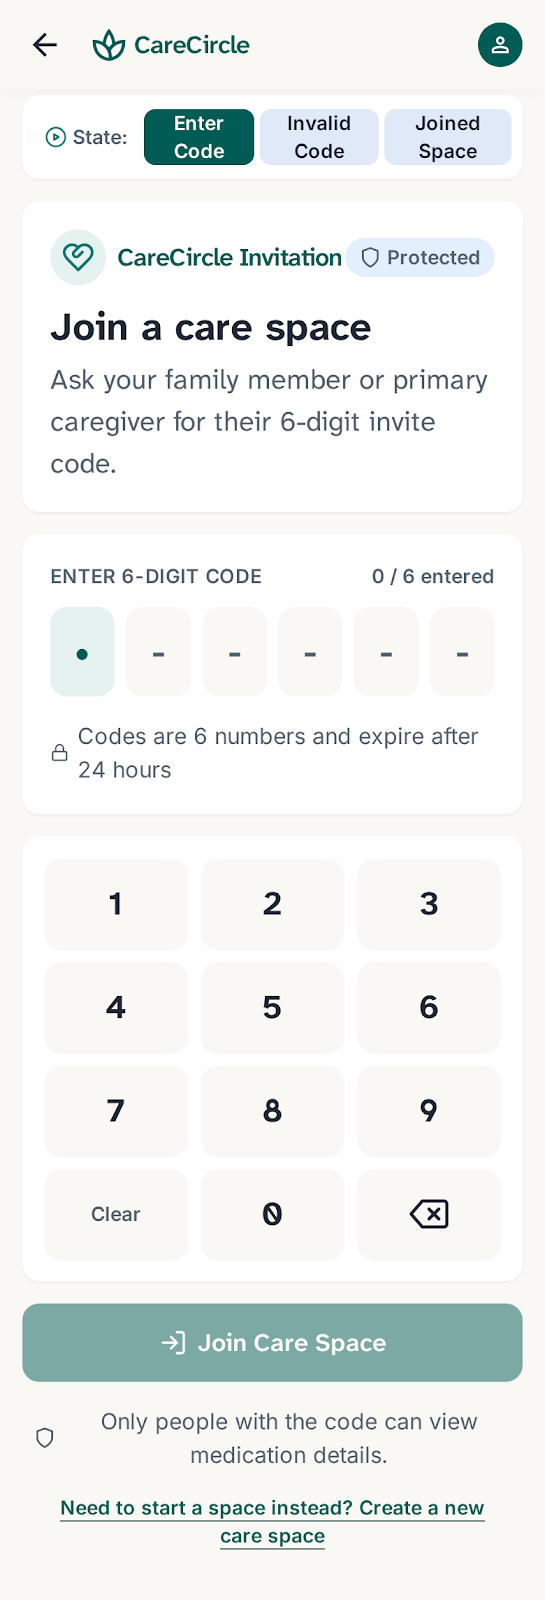 CareCircle
State:
Enter
Code
Invalid
Code
Joined
Space
CareCircle Invitation
Protected
Join a care space
Ask your family member or primary
caregiver for their 6-digit invite
code.
ENTER 6-DIGIT CODE
0 / 6 entered
• - - - - -
Codes are 6 numbers and expire after
24 hours
1 2 3
4 5 6
7 8 9
Clear 0
Join Care Space
Only people with the code can view
medication details.
Need to start a space instead? Create a new
care space